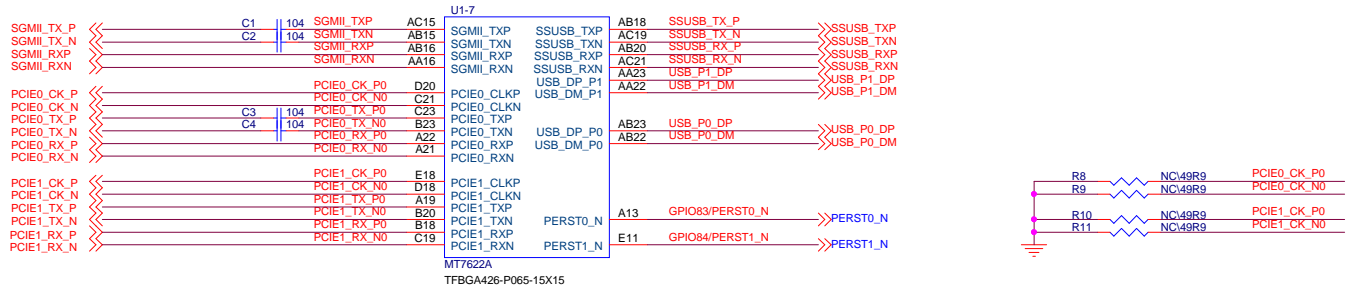 U1-7
SGMII_TX_P C1 104 SGMII_TXP AC15 SGMII_TXP SSUSB_TXP AB18 SSUSB_TX_P SSUSB_TXP
SGMII_TX_N C2 104 SGMII_TXN AB15 SGMII_TXN SSUSB_TXN AC19 SSUSB_TX_N SSUSB_TXN
SGMII_RXP SGMII_RXP AB16 SGMII_RXP SSUSB_RXP AB20 SSUSB_RX_P SSUSB_RXP
SGMII_RXN SGMII_RXN AA16 SGMII_RXN SSUSB_RXN AC21 SSUSB_RX_N SSUSB_RXN
USB_DP_P1 AA23 USB_P1_DP USB_P1_DP
PCIE0_CK_P PCIE0_CK_P0 D20 PCIE0_CLKP USB_DM_P1 AA22 USB_P1_DM USB_P1_DM
PCIE0_CK_N PCIE0_CK_N0 C21 PCIE0_CLKN
PCIE0_TX_P C3 104 PCIE0_TX_P0 C23 PCIE0_TXP
PCIE0_TX_N C4 104 PCIE0_TX_N0 B23 PCIE0_TXN USB_DP_P0 AB23 USB_P0_DP USB_P0_DP
PCIE0_RX_P PCIE0_RX_P0 A22 PCIE0_RXP USB_DM_P0 AB22 USB_P0_DM USB_P0_DM
PCIE0_RX_N PCIE0_RX_N0 A21 PCIE0_RXN
PCIE1_CK_P PCIE1_CK_P0 E18 PCIE1_CLKP
PCIE1_CK_N PCIE1_CK_N0 D18 PCIE1_CLKN
PCIE1_TX_P PCIE1_TX_P0 A19 PCIE1_TXP
PCIE1_TX_N PCIE1_TX_N0 B20 PCIE1_TXN PERST0_N A13 GPIO83/PERST0_N PERST0_N
PCIE1_RX_P PCIE1_RX_P0 B18 PCIE1_RXP
PCIE1_RX_N PCIE1_RX_N0 C19 PCIE1_RXN PERST1_N E11 GPIO84/PERST1_N PERST1_N
MT7622A
TFBGA426-P065-15X15
R8 NC\49R9 PCIE0_CK_P0
R9 NC\49R9 PCIE0_CK_N0
R10 NC\49R9 PCIE1_CK_P0
R11 NC\49R9 PCIE1_CK_N0